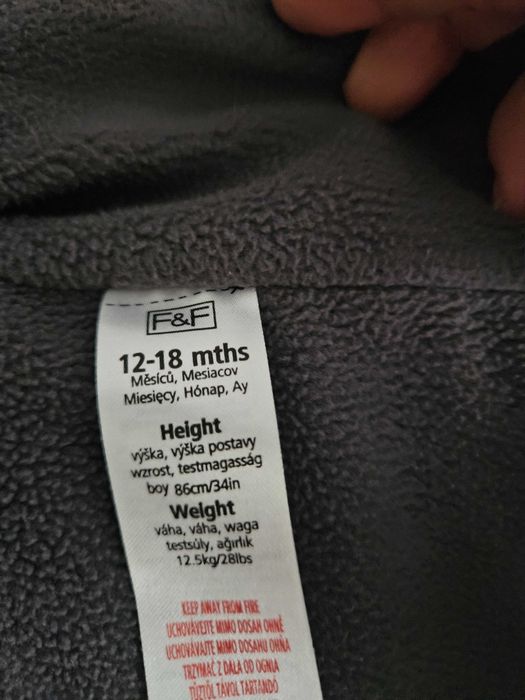 F&F
12-18 mths
Měsíců, Mesiacov
Miesięcy, Hónap, Ay
Height
výška, výška postavy
wzrost, testmagasság
boy 86cm/34in
Weight
váha, váha, waga
testsúly, ağırlık
12.5kg/28lbs
KEEP AWAY FROM FIRE
UCHOVÁVEJTE MIMO DOSAH OHNĚ
UCHOVÁVAJTE MIMO DOSAHU OHŇA
TRZYMAĆ Z DALA OD OGNIA
TŰZTŐL TÁVOL TARTANDÓ